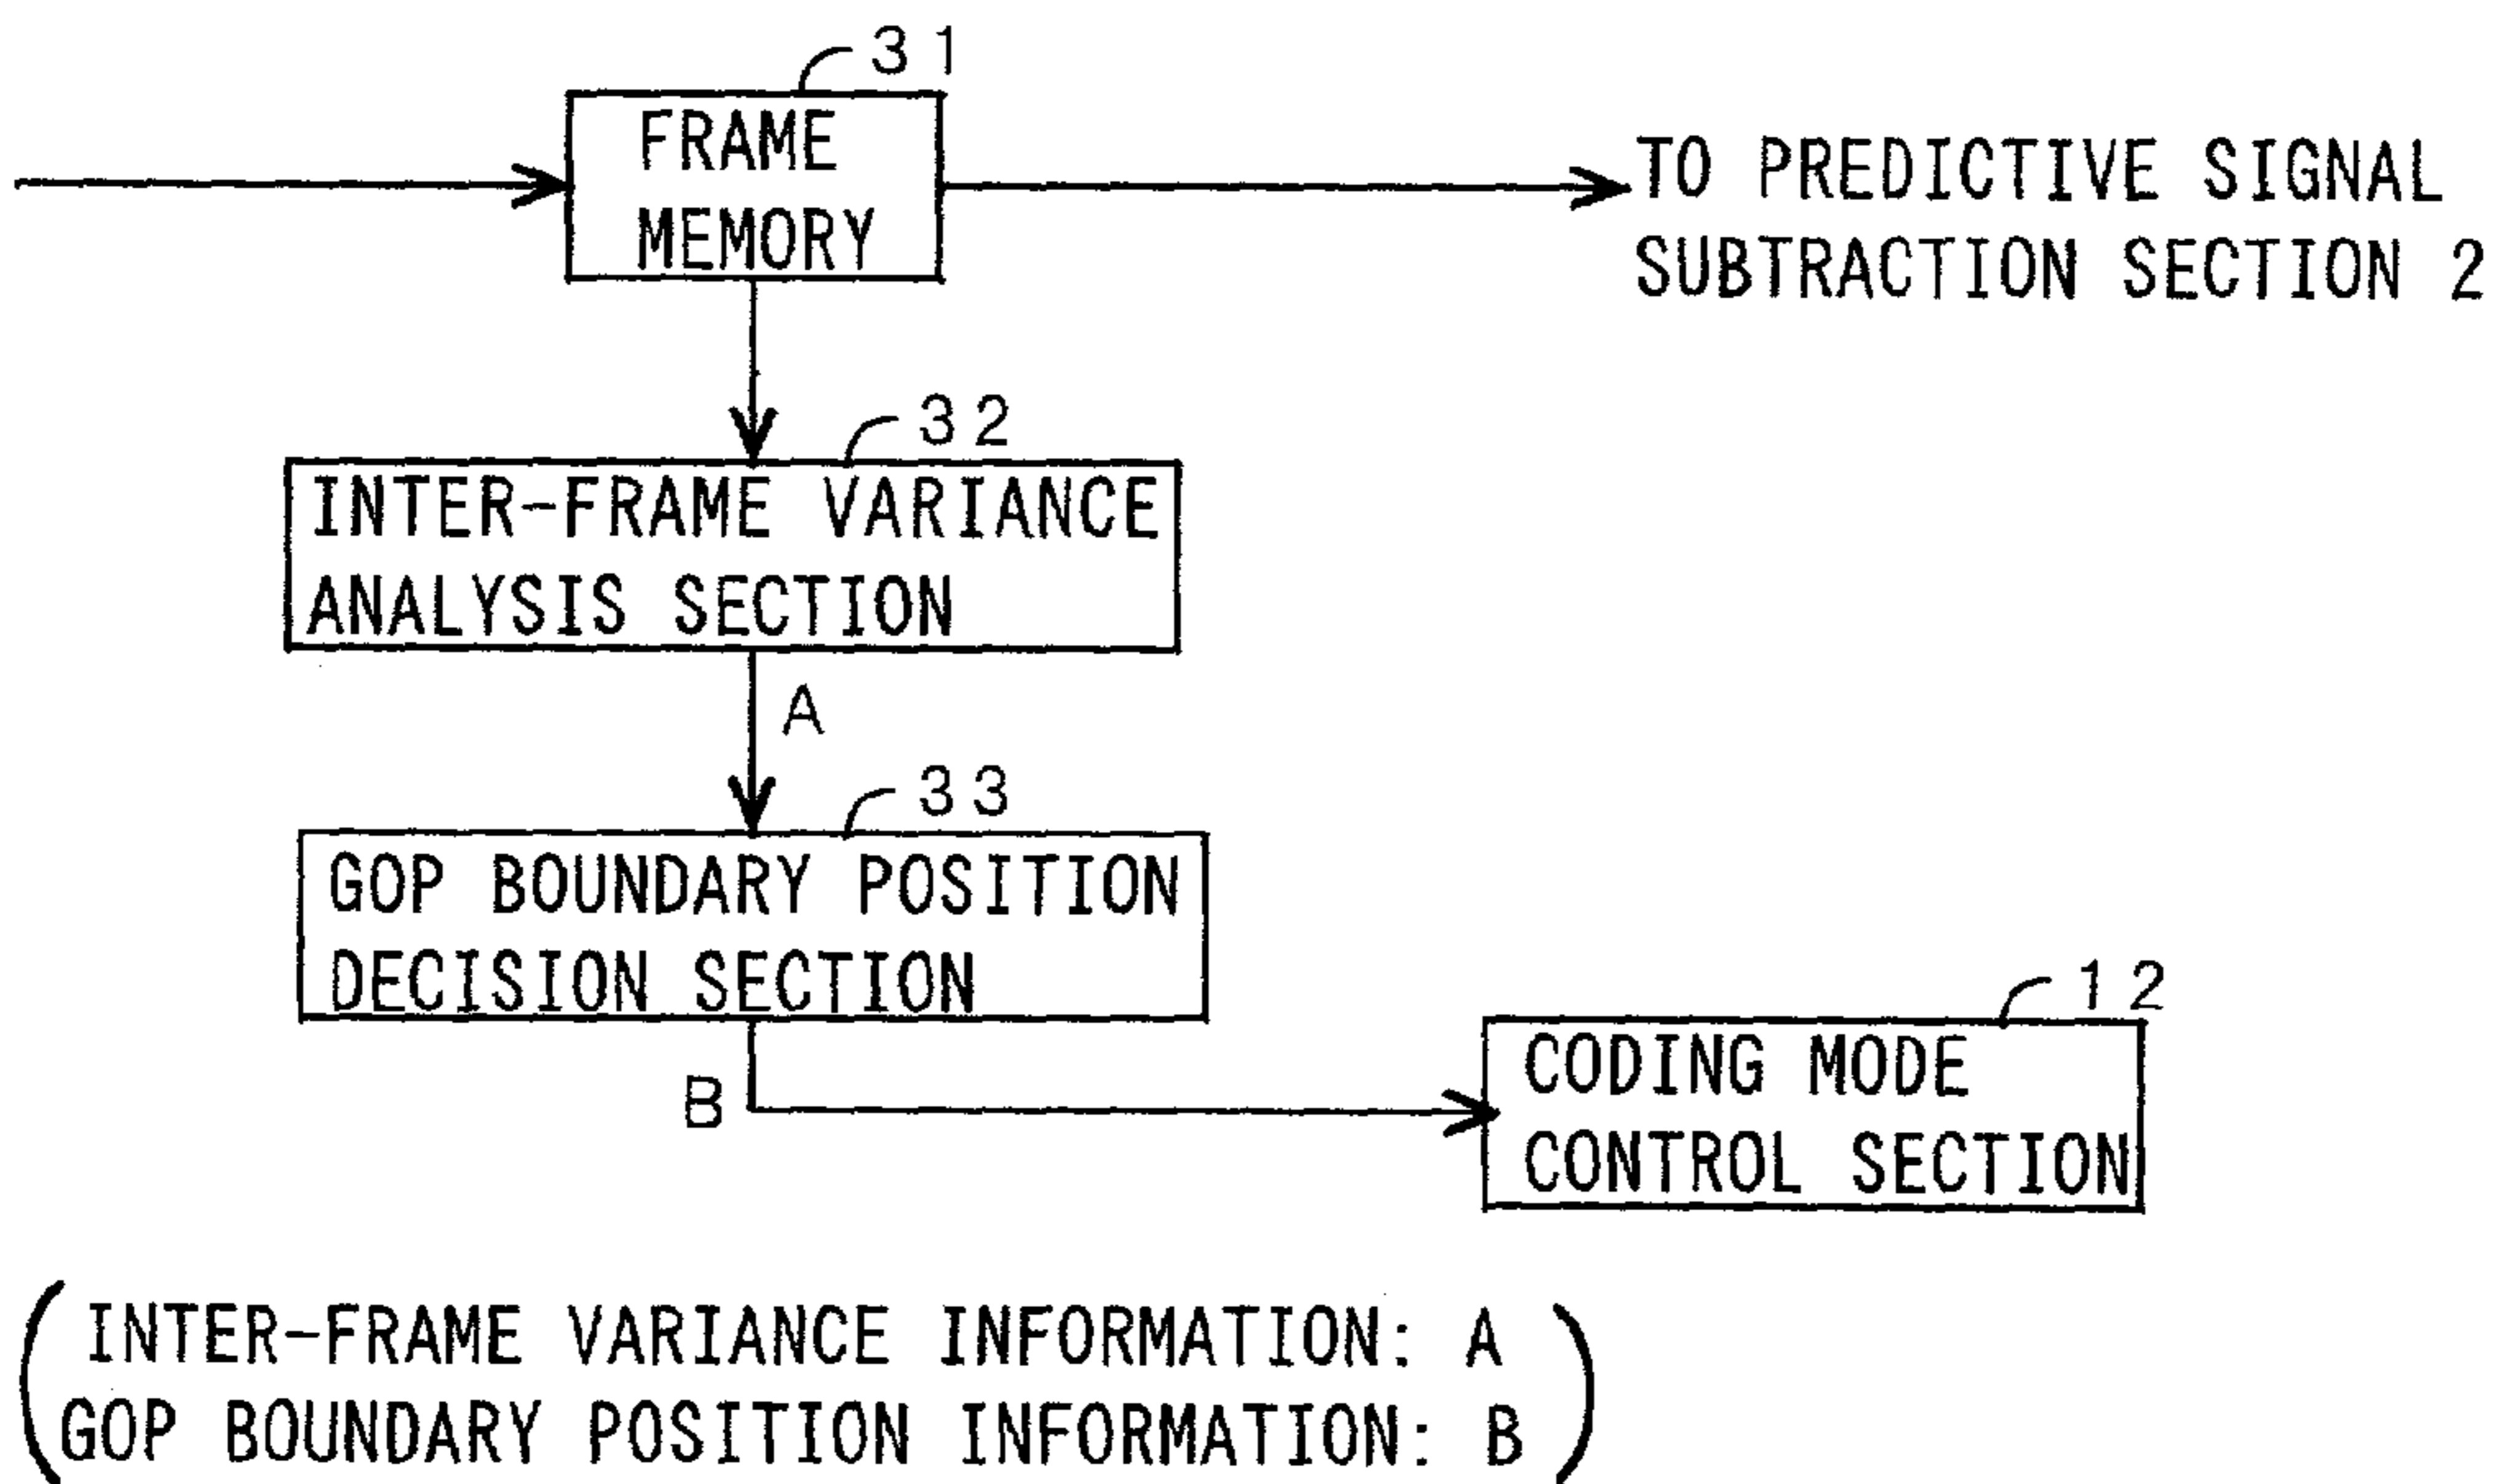 31
FRAME
MEMORY
TO PREDICTIVE SIGNAL
SUBTRACTION SECTION 2
32
INTER-FRAME VARIANCE
ANALYSIS SECTION
A
33
GOP BOUNDARY POSITION
DECISION SECTION
B
12
CODING MODE
CONTROL SECTION
(INTER-FRAME VARIANCE INFORMATION: A
GOP BOUNDARY POSITION INFORMATION: B)